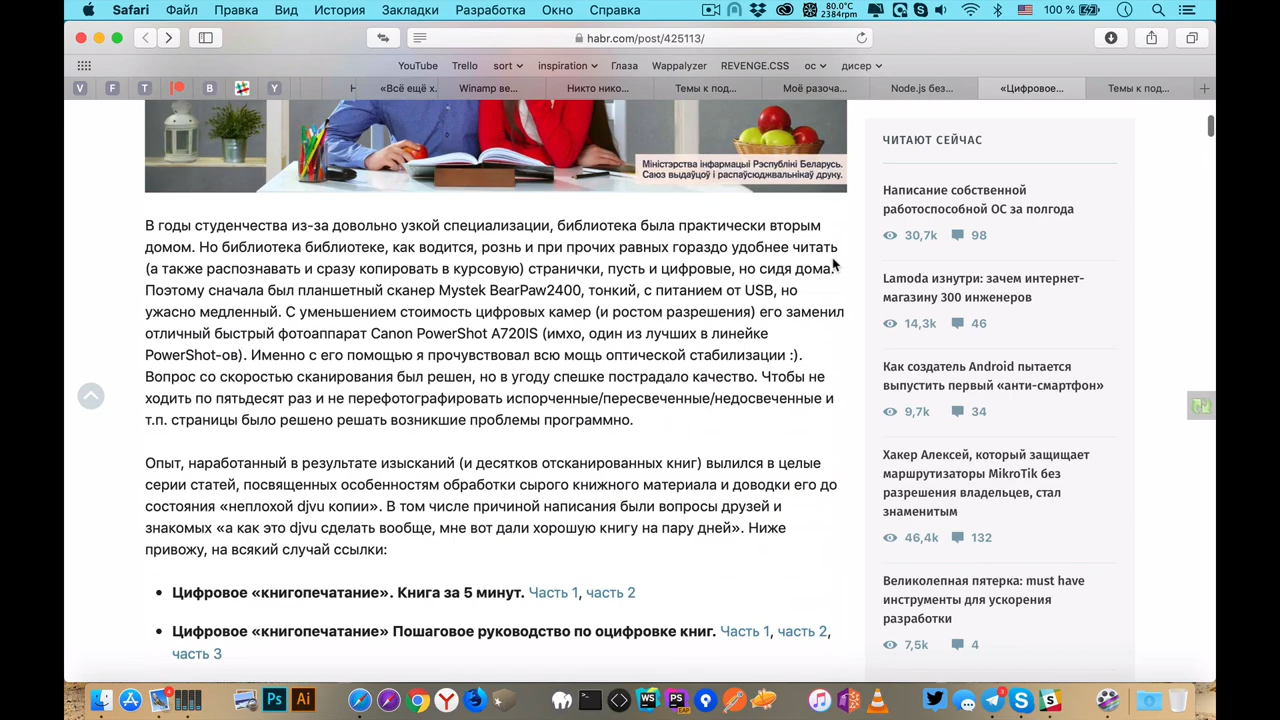 Safari Файл Правка Вид История Закладки Разработка Окно Справка 80.0°C 2384rpm 100 %
habr.com/post/425113/
YouTube Trello sort inspiration Глаза Wappalyzer REVENGE.CSS ос дисер
V F T B Y «Всё ещё х. Winamp ве... Никто нико... Темы к под... Моё разоча... Node.js без... «Цифровое... Темы к под...
Міністэрства інфармацыі Рэспублікі Беларусь.
Саюз выдаўцоў і распаўсюджвальнікаў друку.
В годы студенчества из-за довольно узкой специализации, библиотека была практически вторым
домом. Но библиотека библиотеке, как водится, рознь и при прочих равных гораздо удобнее читать
(а также распознавать и сразу копировать в курсовую) странички, пусть и цифровые, но сидя дома.
Поэтому сначала был планшетный сканер Mystek BearPaw2400, тонкий, с питанием от USB, но
ужасно медленный. С уменьшением стоимость цифровых камер (и ростом разрешения) его заменил
отличный быстрый фотоаппарат Canon PowerShot A720IS (имхо, один из лучших в линейке
PowerShot-ов). Именно с его помощью я прочувствовал всю мощь оптической стабилизации :).
Вопрос со скоростью сканирования был решен, но в угоду спешке пострадало качество. Чтобы не
ходить по пятьдесят раз и не перефотографировать испорченные/пересвеченные/недосвеченные и
т.п. страницы было решено решать возникшие проблемы программно.
Опыт, наработанный в результате изысканий (и десятков отсканированных книг) вылился в целые
серии статей, посвященных особенностям обработки сырого книжного материала и доводки его до
состояния «неплохой djvu копии». В том числе причиной написания были вопросы друзей и
знакомых «а как это djvu сделать вообще, мне вот дали хорошую книгу на пару дней». Ниже
привожу, на всякий случай ссылки:
• Цифровое «книгопечатание». Книга за 5 минут. Часть 1, часть 2
• Цифровое «книгопечатание» Пошаговое руководство по оцифровке книг. Часть 1, часть 2,
часть 3
ЧИТАЮТ СЕЙЧАС
Написание собственной
работоспособной ОС за полгода
30,7k 98
Lamoda изнутри: зачем интернет-
магазину 300 инженеров
14,3k 46
Как создатель Android пытается
выпустить первый «анти-смартфон»
9,7k 34
Хакер Алексей, который защищает
маршрутизаторы MikroTik без
разрешения владельцев, стал
знаменитым
46,4k 132
Великолепная пятерка: must have
инструменты для ускорения
разработки
7,5k 4
Ps Ai WS PS EAP